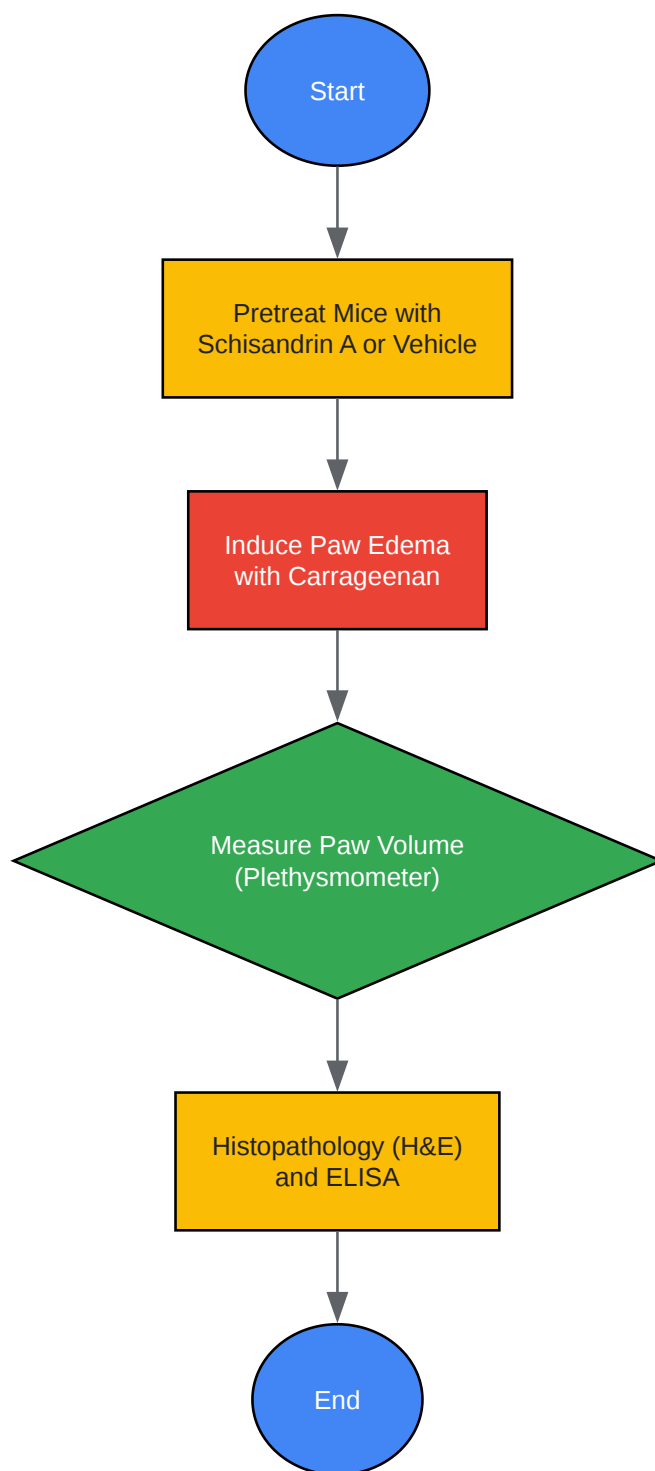 Start
Pretreat Mice with
Schisandrin A or Vehicle
Induce Paw Edema
with Carrageenan
Measure Paw Volume
(Plethysmometer)
Histopathology (H&E)
and ELISA
End